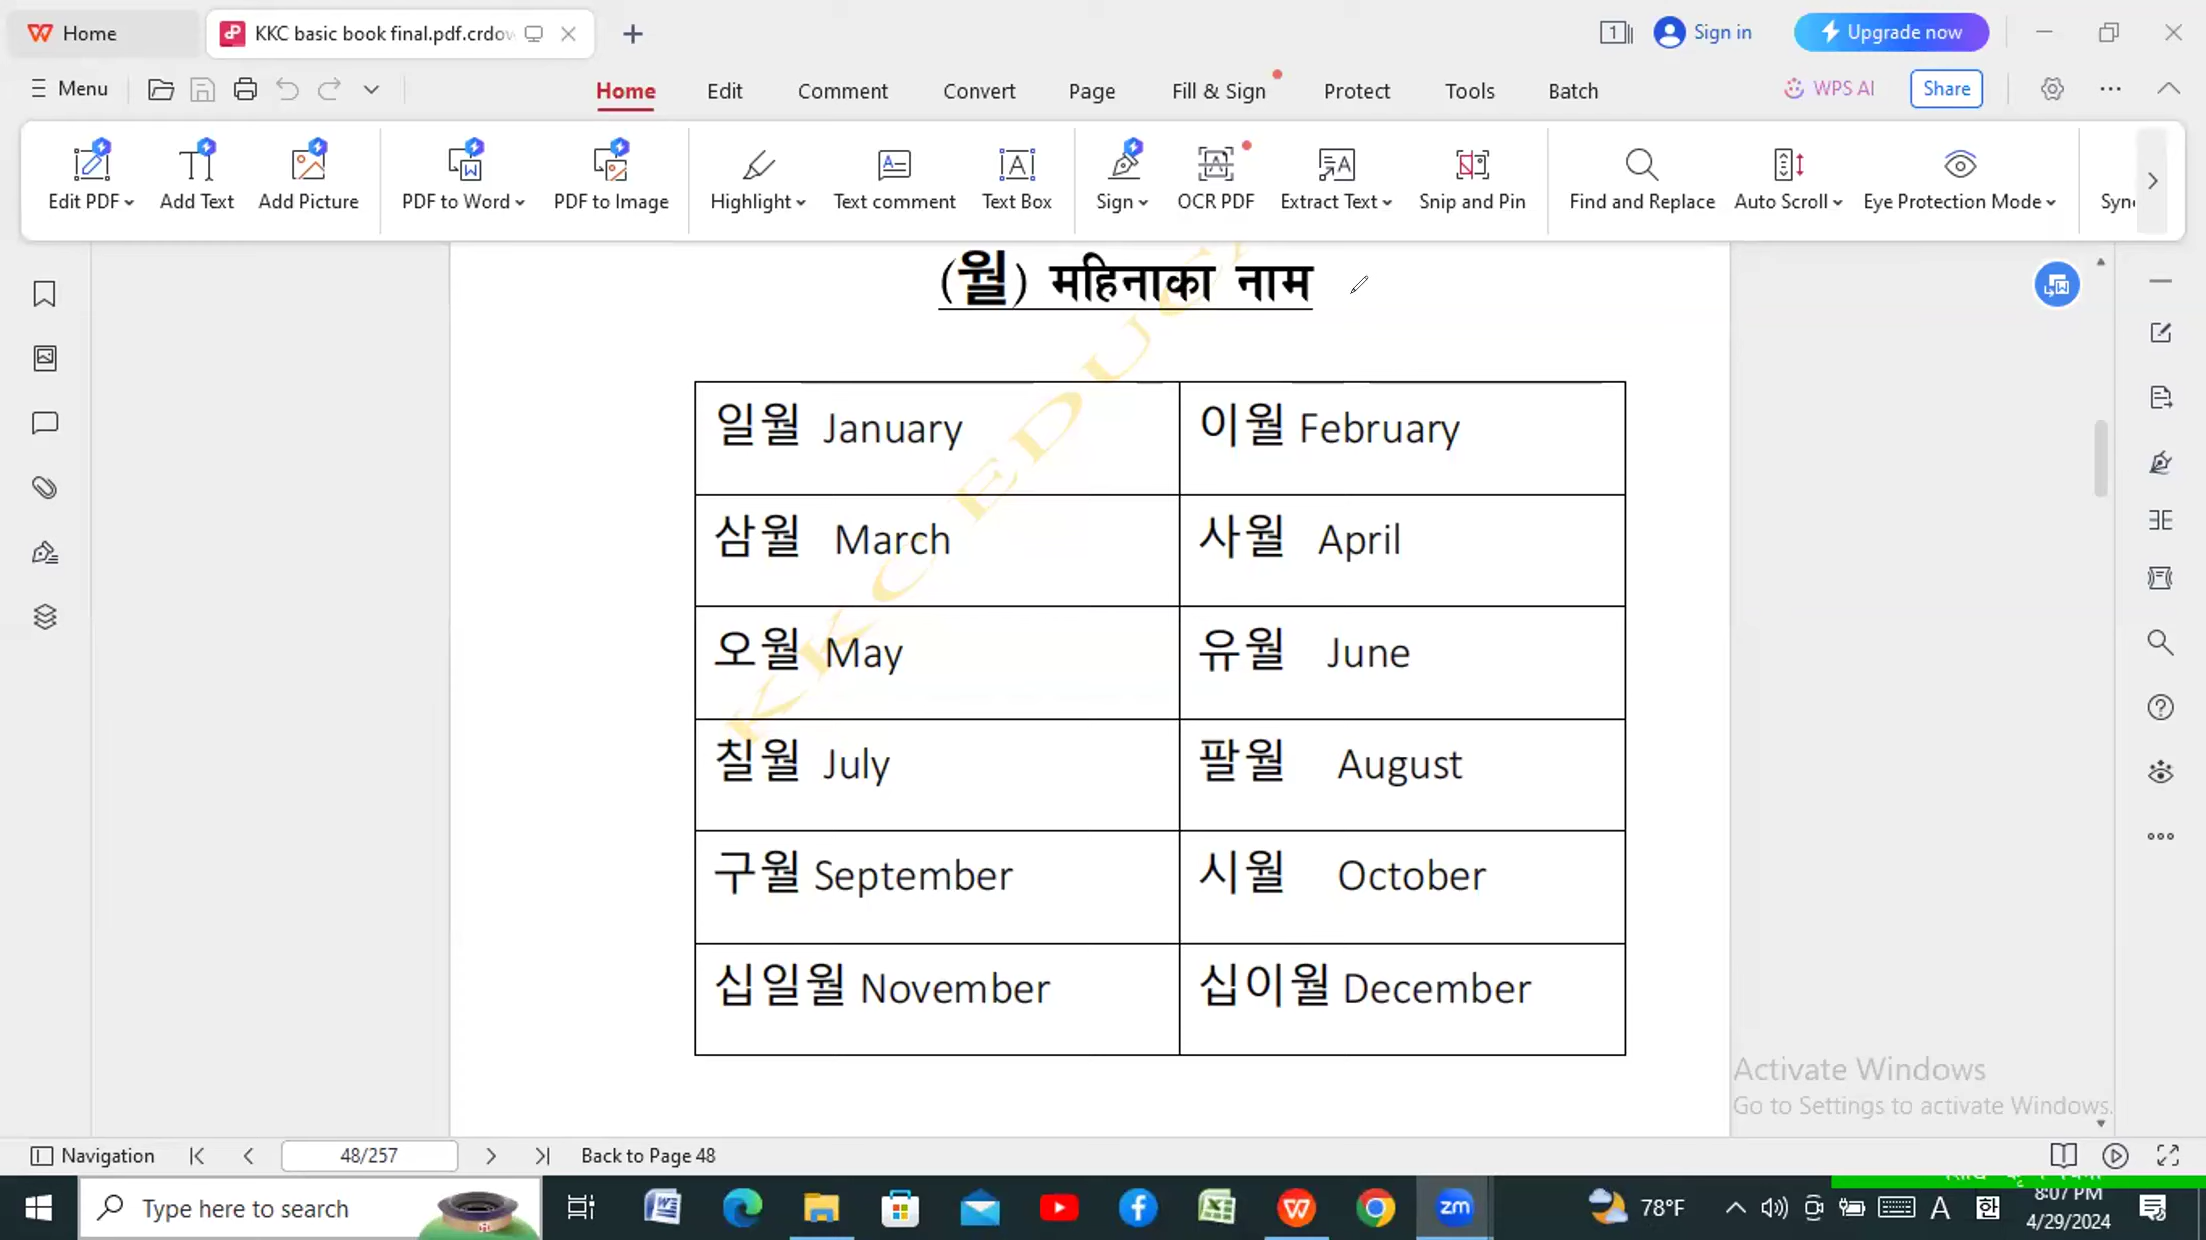 Home
KKC basic book final.pdf.crdov
1
Sign in
Upgrade now
Menu
Home
Edit
Comment
Convert
Page
Fill & Sign
Protect
Tools
Batch
WPS AI
Share
Edit PDF
Add Text
Add Picture
PDF to Word
PDF to Image
Highlight
Text comment
Text Box
Sign
OCR PDF
Extract Text
Snip and Pin
Find and Replace
Auto Scroll
Eye Protection Mode
(월) महिनाका नाम
일월 January
이월 February
삼월 March
사월 April
오월 May
유월 June
칠월 July
팔월 August
구월 September
시월 October
십일월 November
십이월 December
KKC EDUC
Activate Windows
Go to Settings to activate Windows.
Navigation
48/257
Back to Page 48
Type here to search
zm
78°F
A
한
8:07 PM
4/29/2024